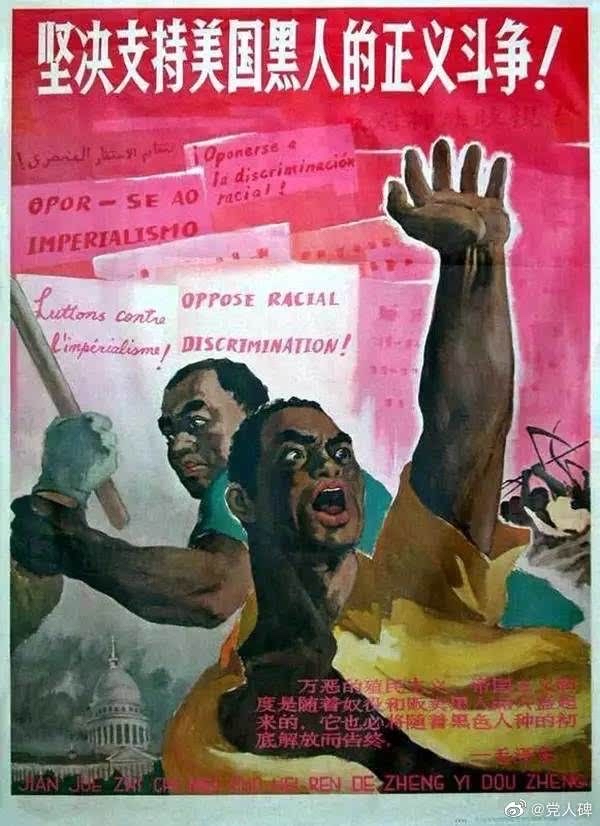 坚决支持美国黑人的正义斗争！
¡Oponerse a
la discriminación
racial!
OPOR-SE AO
IMPERIALISMO
Luttons contre
l'impérialisme!
OPPOSE RACIAL
DISCRIMINATION!
万恶的殖民主义、帝国主义制
度是随着奴役和贩卖黑人而兴盛起
来的，它也必将随着黑色人种的彻
底解放而告终。
—毛泽东
JIAN JUE ZHI CHI MEI GUO HEI REN DE ZHENG YI DOU ZHENG
@党人碑